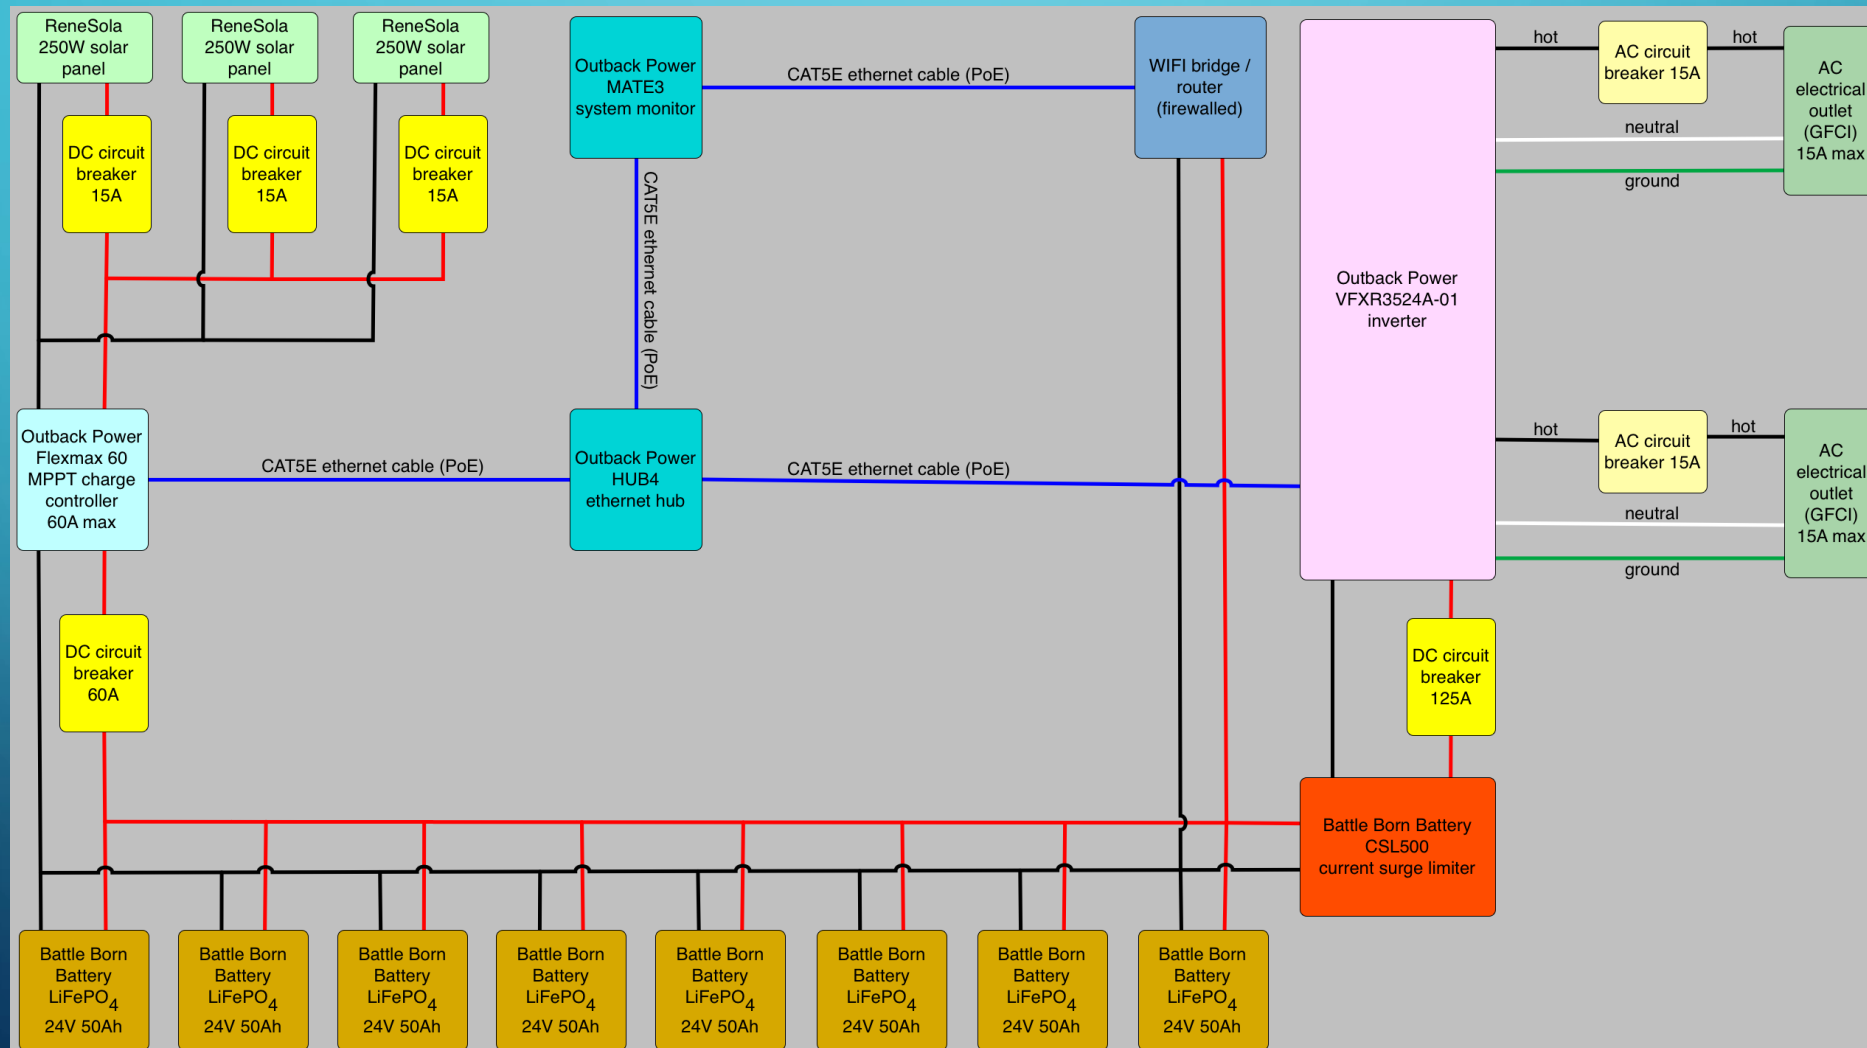 ReneSola
250W solar
panel
ReneSola
250W solar
panel
ReneSola
250W solar
panel
Outback Power
MATE3
system monitor
CAT5E ethernet cable (PoE)
WIFI bridge /
router
(firewalled)
hot
AC circuit
breaker 15A
hot
AC
electrical
outlet
(GFCI)
15A max
neutral
ground
DC circuit
breaker
15A
DC circuit
breaker
15A
DC circuit
breaker
15A
CAT5E ethernet cable (PoE)
Outback Power
VFXR3524A-01
inverter
Outback Power
Flexmax 60
MPPT charge
controller
60A max
CAT5E ethernet cable (PoE)
Outback Power
HUB4
ethernet hub
CAT5E ethernet cable (PoE)
hot
AC circuit
breaker 15A
hot
AC
electrical
outlet
(GFCI)
15A max
neutral
ground
DC circuit
breaker
60A
DC circuit
breaker
125A
Battle Born Battery
CSL500
current surge limiter
Battle Born
Battery
LiFePO4
24V 50Ah
Battle Born
Battery
LiFePO4
24V 50Ah
Battle Born
Battery
LiFePO4
24V 50Ah
Battle Born
Battery
LiFePO4
24V 50Ah
Battle Born
Battery
LiFePO4
24V 50Ah
Battle Born
Battery
LiFePO4
24V 50Ah
Battle Born
Battery
LiFePO4
24V 50Ah
Battle Born
Battery
LiFePO4
24V 50Ah